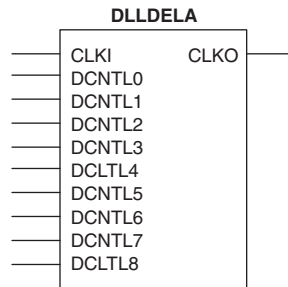 DLLDELA
CLKI CLKO
DCNTL0
DCNTL1
DCNTL2
DCNTL3
DCLTL4
DCNTL5
DCNTL6
DCNTL7
DCLTL8